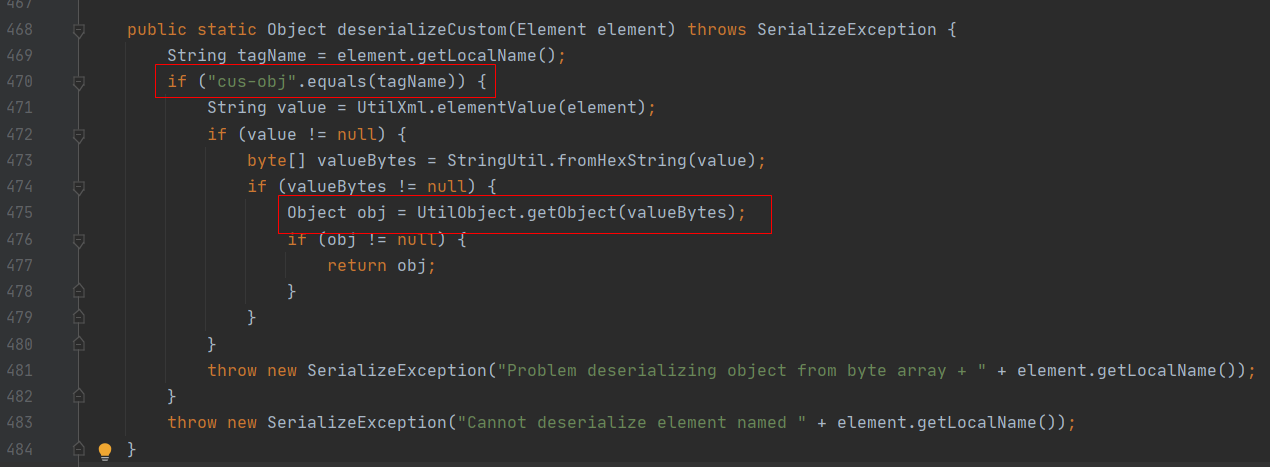 467
468 public static Object deserializeCustom(Element element) throws SerializeException {
469 String tagName = element.getLocalName();
470 if ("cus-obj".equals(tagName)) {
471 String value = UtilXml.elementValue(element);
472 if (value != null) {
473 byte[] valueBytes = StringUtil.fromHexString(value);
474 if (valueBytes != null) {
475 Object obj = UtilObject.getObject(valueBytes);
476 if (obj != null) {
477 return obj;
478 }
479 }
480 }
481 throw new SerializeException("Problem deserializing object from byte array + " + element.getLocalName());
482 }
483 throw new SerializeException("Cannot deserialize element named " + element.getLocalName());
484 }